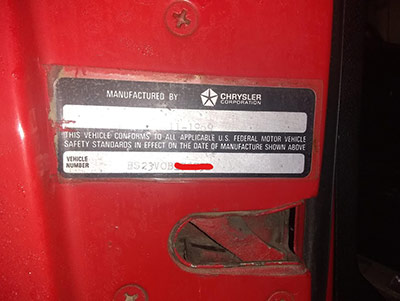 MANUFACTURED BY CHRYSLER
CORPORATION
THIS VEHICLE CONFORMS TO ALL APPLICABLE U.S. FEDERAL MOTOR VEHICLE
SAFETY STANDARDS IN EFFECT ON THE DATE OF MANUFACTURE SHOWN ABOVE
VEHICLE
NUMBER